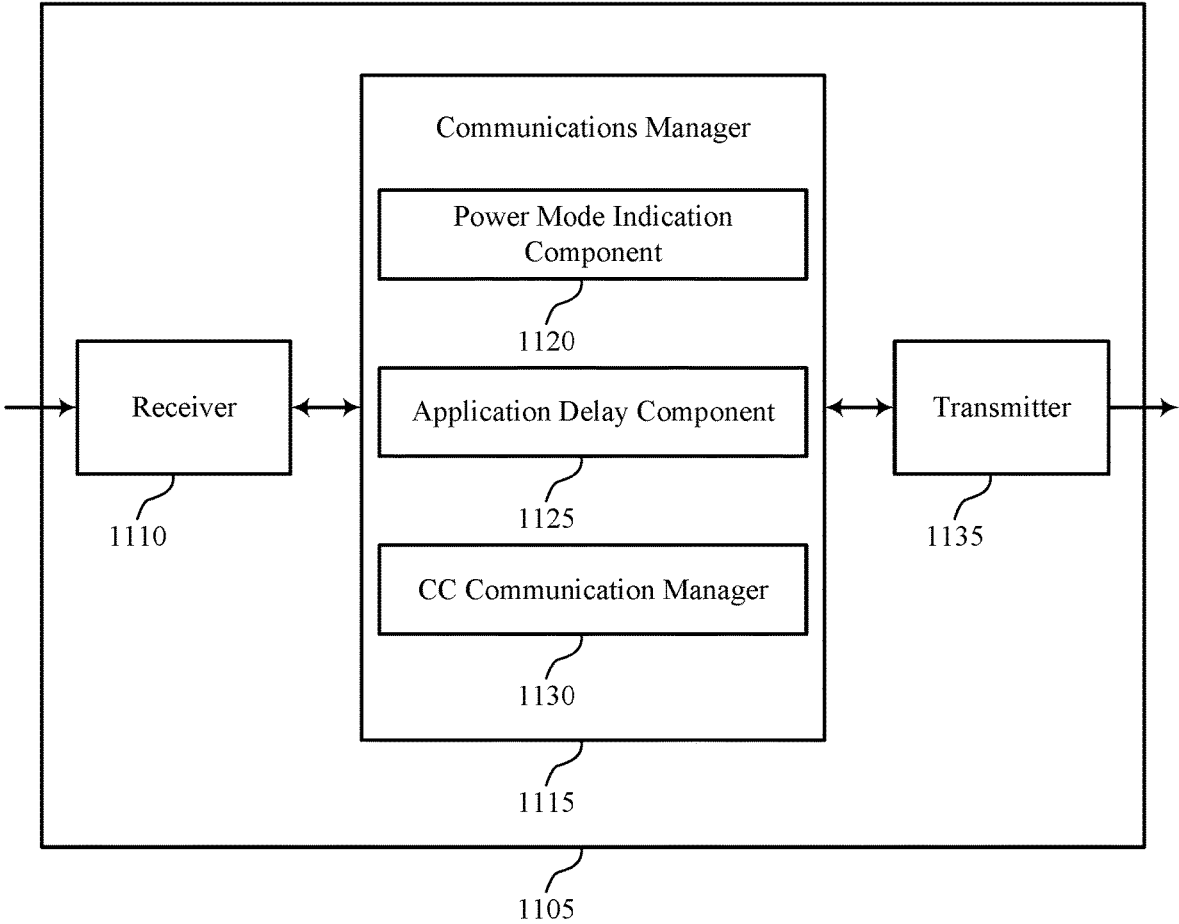 Communications Manager
Power Mode Indication
Component
1120
Receiver
1110
Application Delay Component
1125
Transmitter
1135
CC Communication Manager
1130
1115
1105